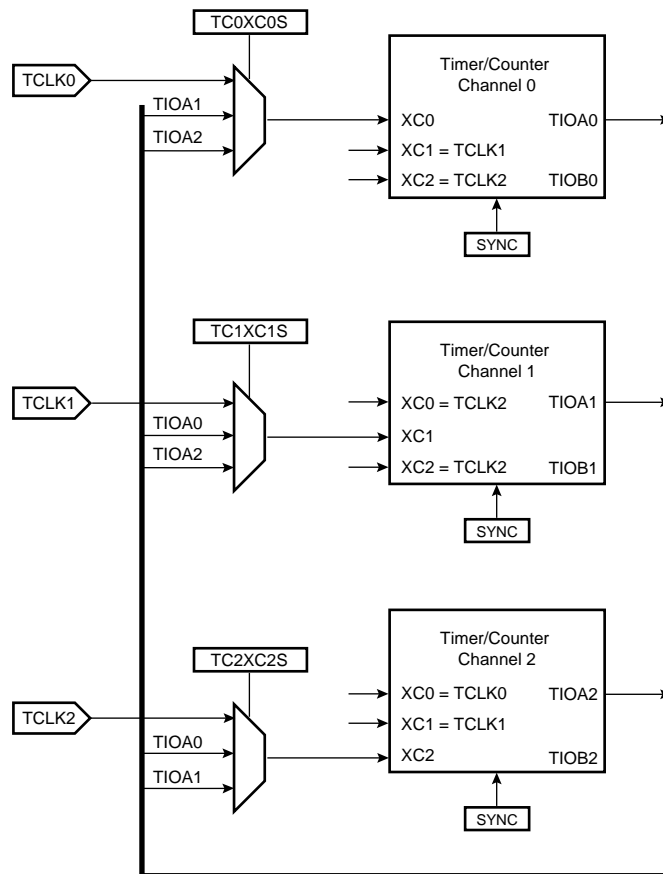 TC0XC0S
TCLK0
TIOA1
TIOA2
Timer/Counter
Channel 0
XC0
TIOA0
XC1 = TCLK1
XC2 = TCLK2
TIOB0
SYNC
TC1XC1S
TCLK1
TIOA0
TIOA2
Timer/Counter
Channel 1
XC0 = TCLK2
TIOA1
XC1
XC2 = TCLK2
TIOB1
SYNC
TC2XC2S
TCLK2
TIOA0
TIOA1
Timer/Counter
Channel 2
XC0 = TCLK0
TIOA2
XC1 = TCLK1
XC2
TIOB2
SYNC